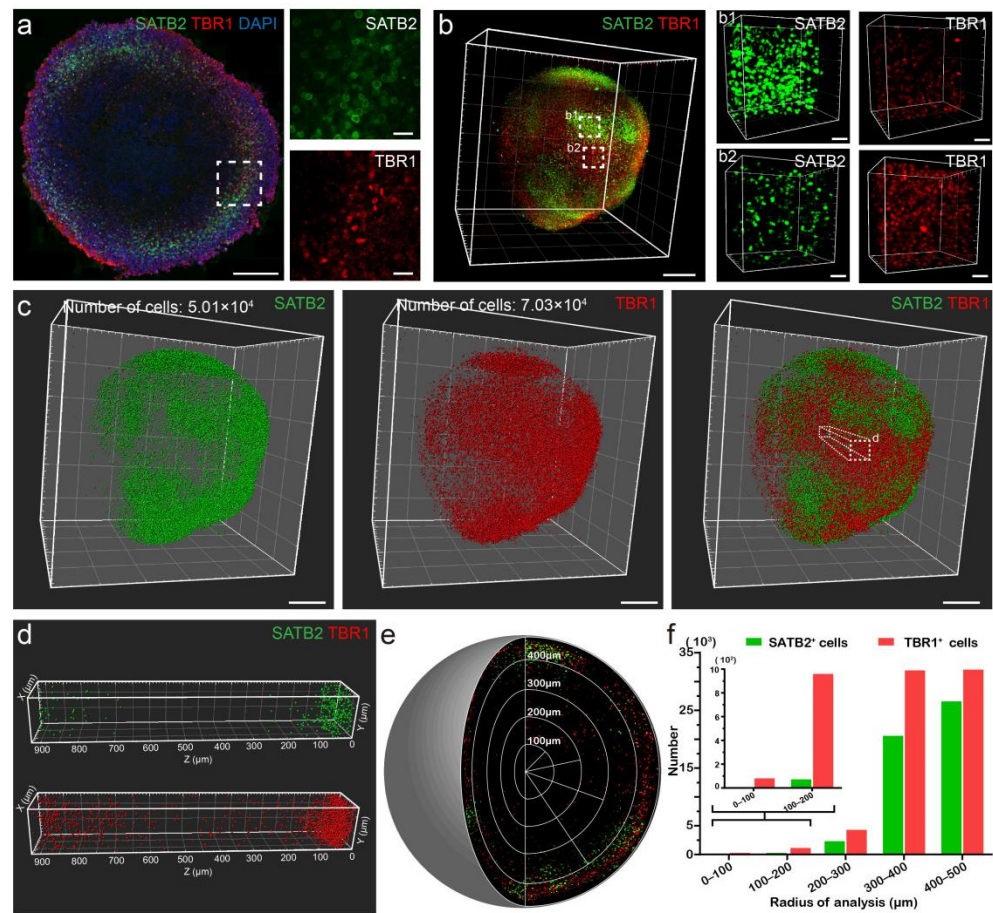 a
SATB2 TBR1 DAPI
SATB2
TBR1
b
SATB2 TBR1
b1
b2
b1
SATB2
TBR1
b2
SATB2
TBR1
c
Number of cells: 5.01×10⁴
SATB2
Number of cells: 7.03×10⁴
TBR1
SATB2 TBR1
d
d
SATB2 TBR1
X (μm)
Y (μm)
900 800 700 600 500 400 300 200 100 0
Z (μm)
X (μm)
Y (μm)
900 800 700 600 500 400 300 200 100 0
Z (μm)
e
400μm
300μm
200μm
100μm
f
(10³)
SATB2⁺ cells
TBR1⁺ cells
35
25
15
5
0
Number
(10³)
10
8
6
4
2
0
0–100
100–200
0–100
100–200
200–300
300–400
400–500
Radius of analysis (μm)